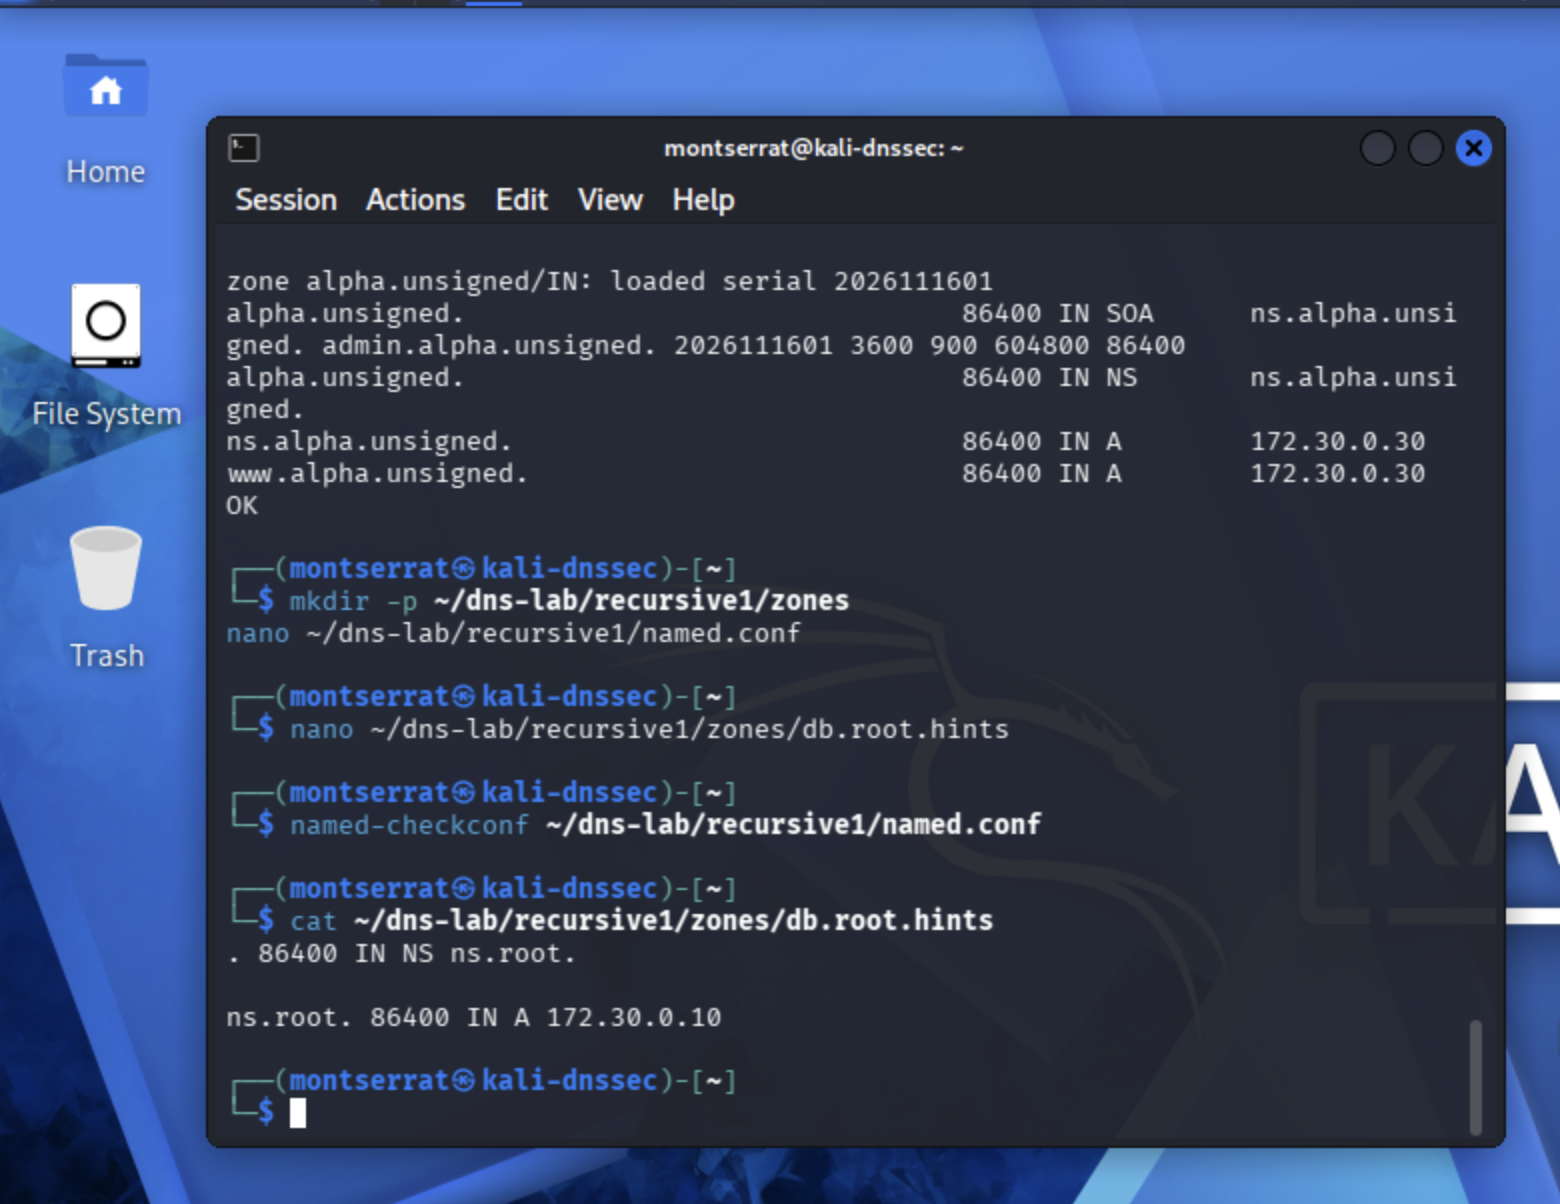 Home
File System
Trash
montserrat@kali-dnssec: ~
Session Actions Edit View Help
zone alpha.unsigned/IN: loaded serial 2026111601
alpha.unsigned. 86400 IN SOA ns.alpha.unsi
gned. admin.alpha.unsigned. 2026111601 3600 900 604800 86400
alpha.unsigned. 86400 IN NS ns.alpha.unsi
gned.
ns.alpha.unsigned. 86400 IN A 172.30.0.30
www.alpha.unsigned. 86400 IN A 172.30.0.30
OK
┌──(montserrat㉿kali-dnssec)-[~]
└─$ mkdir -p ~/dns-lab/recursive1/zones
nano ~/dns-lab/recursive1/named.conf
┌──(montserrat㉿kali-dnssec)-[~]
└─$ nano ~/dns-lab/recursive1/zones/db.root.hints
┌──(montserrat㉿kali-dnssec)-[~]
└─$ named-checkconf ~/dns-lab/recursive1/named.conf
┌──(montserrat㉿kali-dnssec)-[~]
└─$ cat ~/dns-lab/recursive1/zones/db.root.hints
. 86400 IN NS ns.root.
ns.root. 86400 IN A 172.30.0.10
┌──(montserrat㉿kali-dnssec)-[~]
└─$
KA